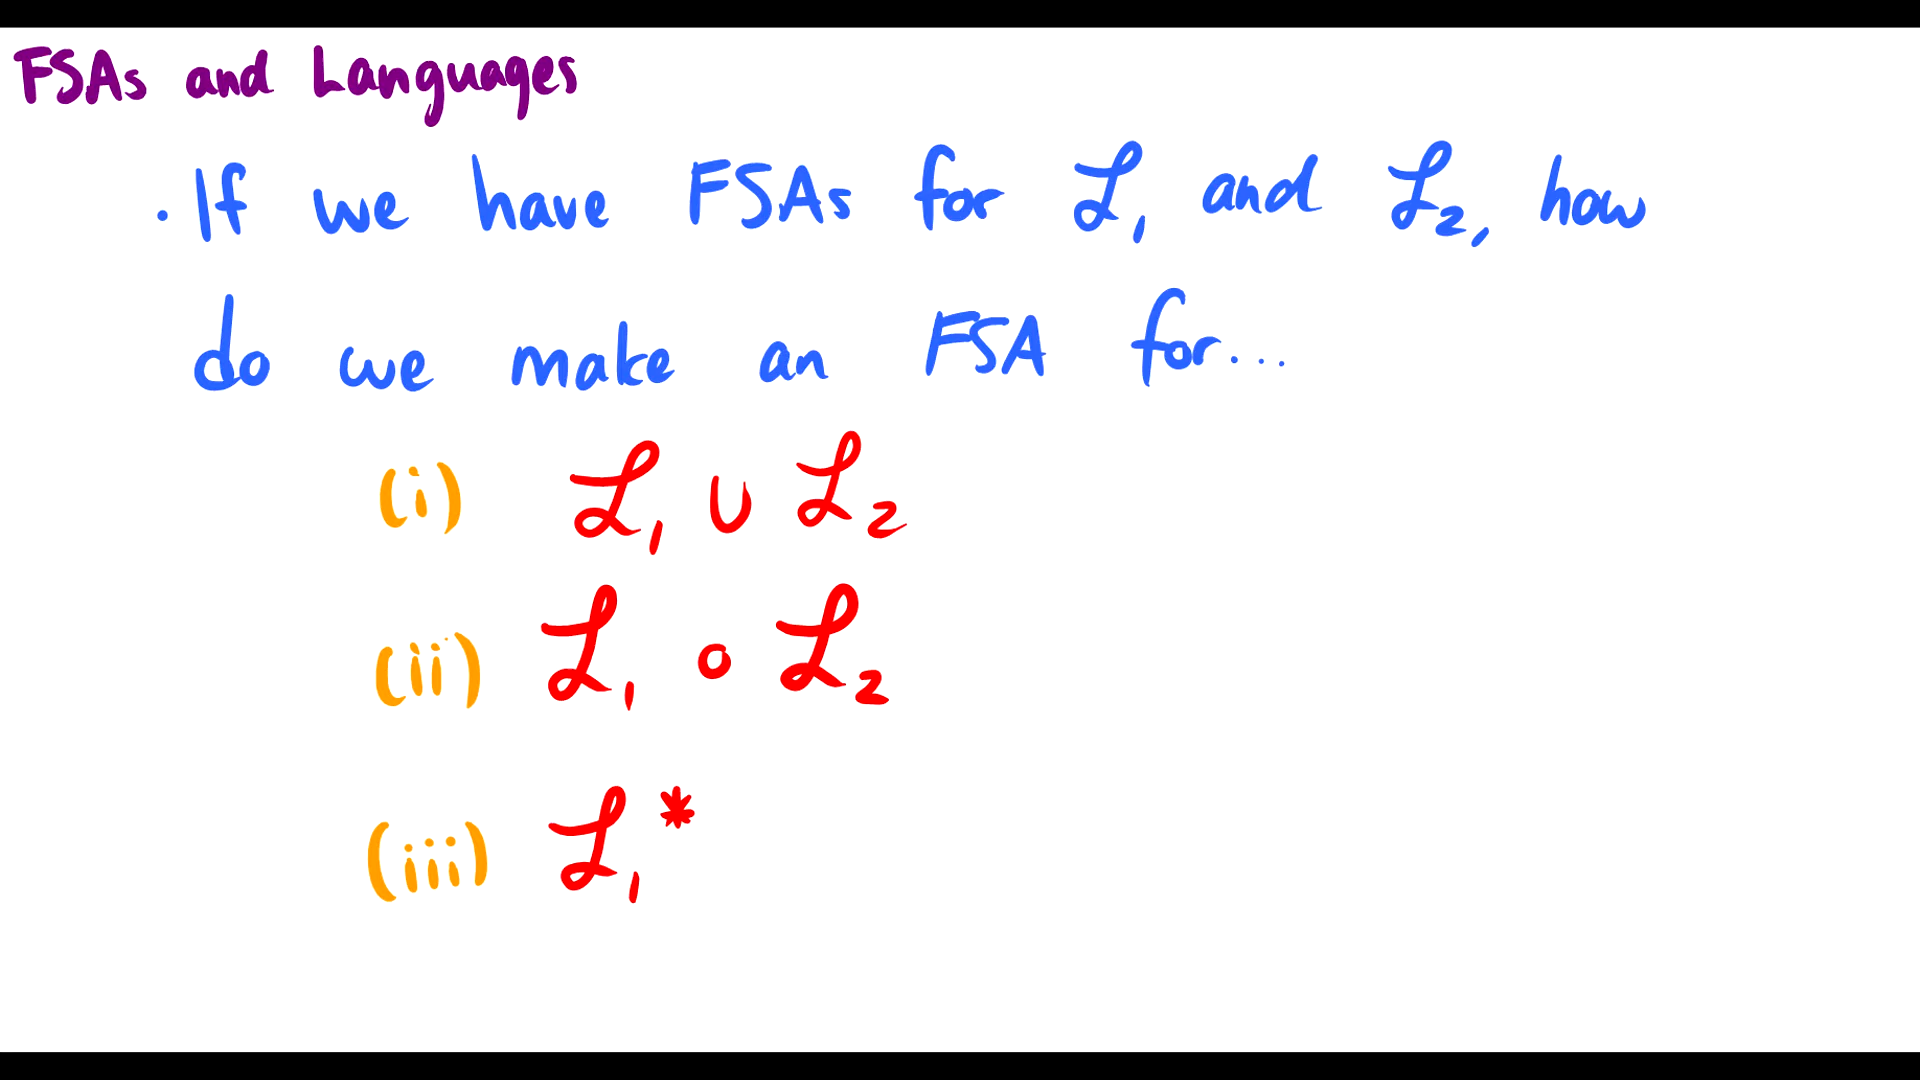 FSAs and Languages
· If we have FSAs for ℒ₁ and ℒ₂, how
do we make an FSA for...
(i) ℒ₁ ∪ ℒ₂
(ii) ℒ₁ ∘ ℒ₂
(iii) ℒ₁*